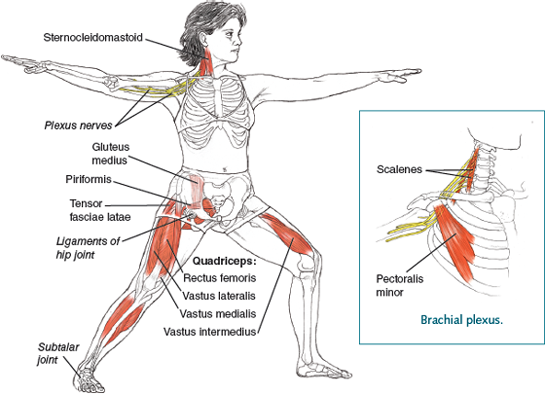 Sternocleidomastoid
Plexus nerves
Gluteus
medius
Piriformis
Tensor
fasciae latae
Ligaments of
hip joint
Quadriceps:
Rectus femoris
Vastus lateralis
Vastus medialis
Vastus intermedius
Subtalar
joint
Scalenes
Pectoralis
minor
Brachial plexus.